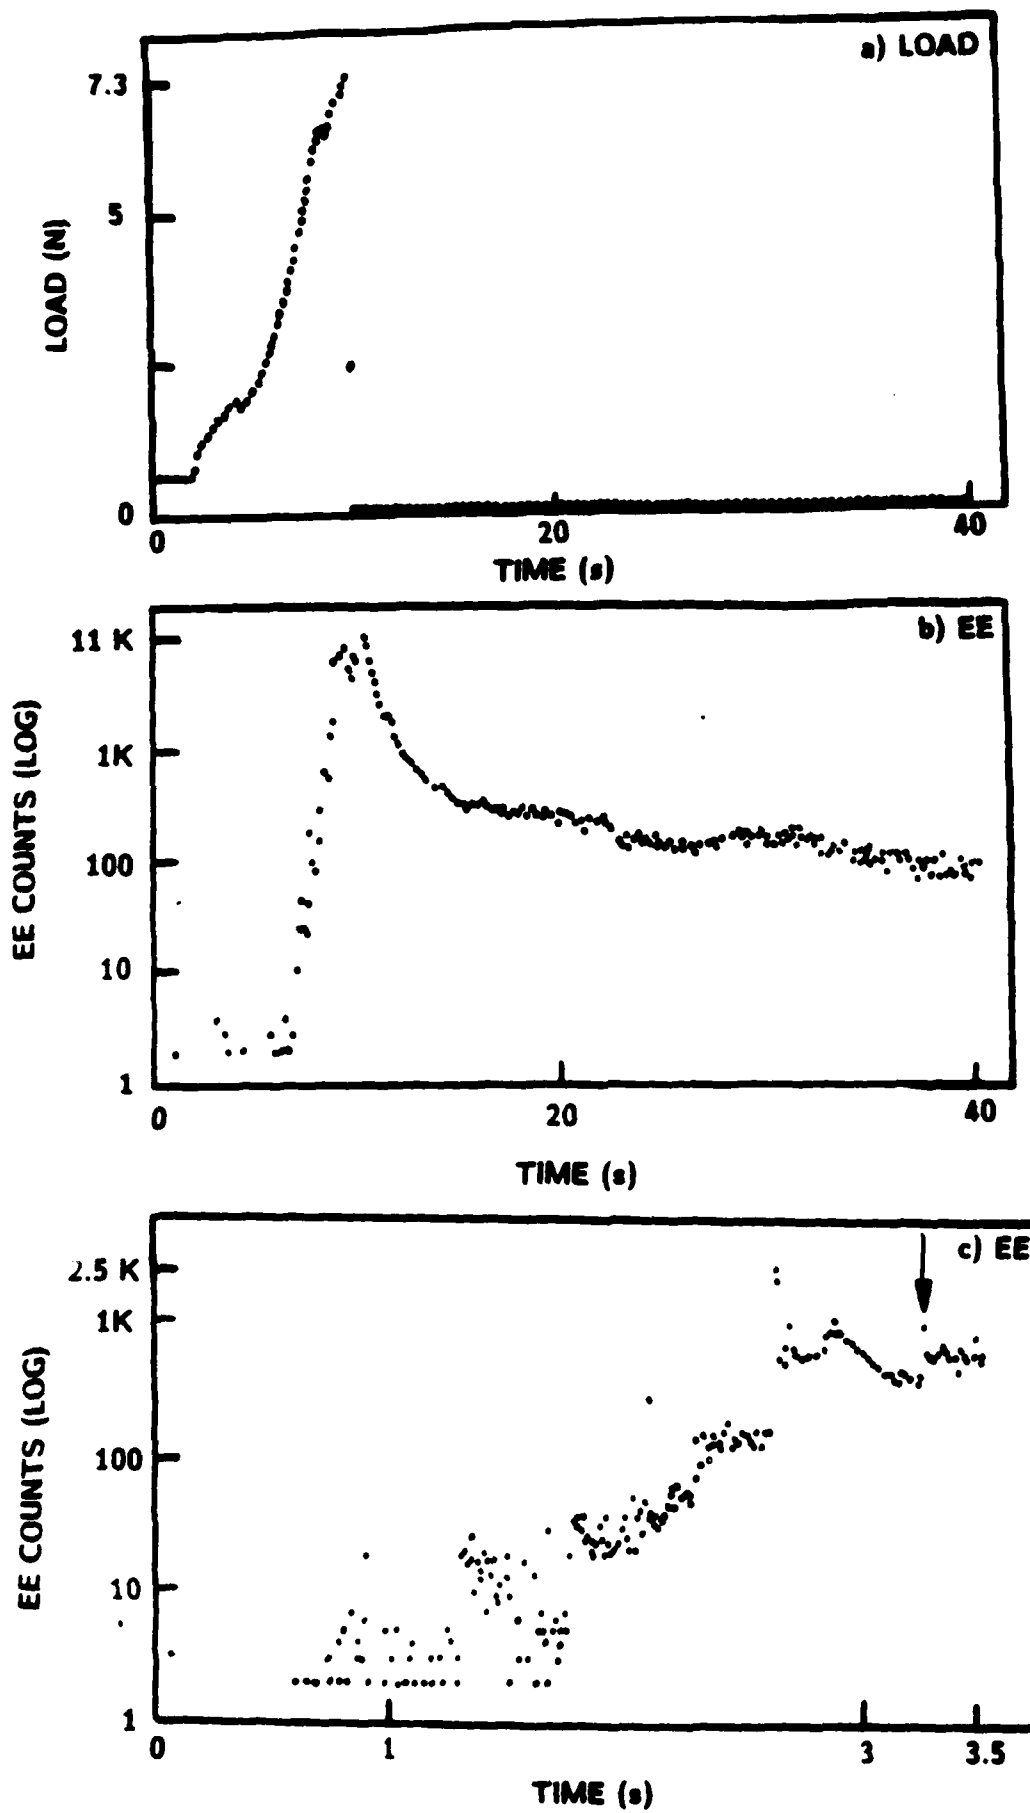 a) LOAD
7.3
5
0
LOAD (N)
0
20
40
TIME (s)
b) EE
11 K
1K
100
10
1
EE COUNTS (LOG)
0
20
40
TIME (s)
c) EE
2.5 K
1K
100
10
1
EE COUNTS (LOG)
0
1
3
3.5
TIME (s)